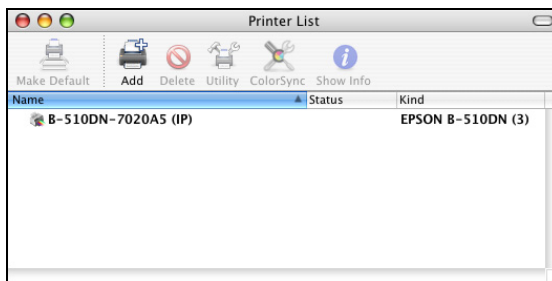 Printer List
Make Default Add Delete Utility ColorSync Show Info
Name Status Kind
B-510DN-7020A5 (IP) EPSON B-510DN (3)